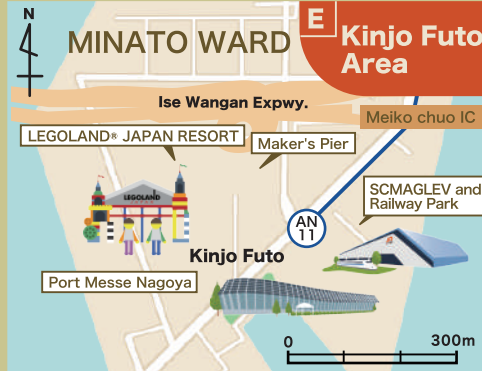 N
MINATO WARD
E
Kinjo Futo
Area
Ise Wangan Expwy.
Meiko chuo IC
LEGOLAND® JAPAN RESORT
Maker's Pier
LEGOLAND
SCMAGLEV and
Railway Park
AN
11
Kinjo Futo
Port Messe Nagoya
0
300m